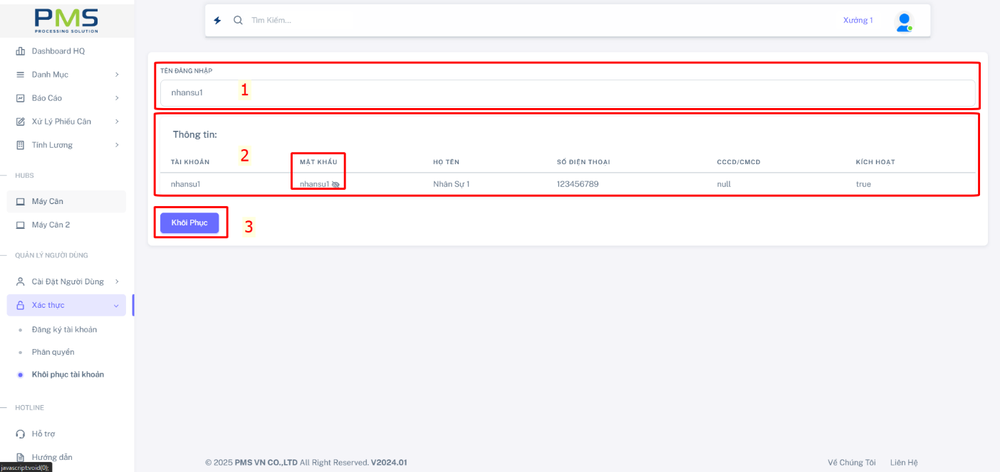 PMS
PROCESSING SOLUTION
Dashboard HQ
Danh Mục
Báo Cáo
Xử Lý Phiếu Cân
Tính Lương
HUBS
Máy Cân
Máy Cân 2
QUẢN LÝ NGƯỜI DÙNG
Cài Đặt Người Dùng
Xác thực
Đăng ký tài khoản
Phân quyền
Khôi phục tài khoản
HOTLINE
Hỗ trợ
Hướng dẫn
javascript:void(0);
Tìm Kiếm...
Xưởng 1
TÊN ĐĂNG NHẬP
nhansu1
1
Thông tin:
2
TÀI KHOẢN MẬT KHẨU HỌ TÊN SỐ ĐIỆN THOẠI CCCD/CMCD KÍCH HOẠT
nhansu1 nhansu1 Nhân Sự 1 123456789 null true
Khôi Phục
3
© 2025 PMS VN CO.,LTD All Right Reserved. V2024.01
Về Chúng Tôi Liên Hệ